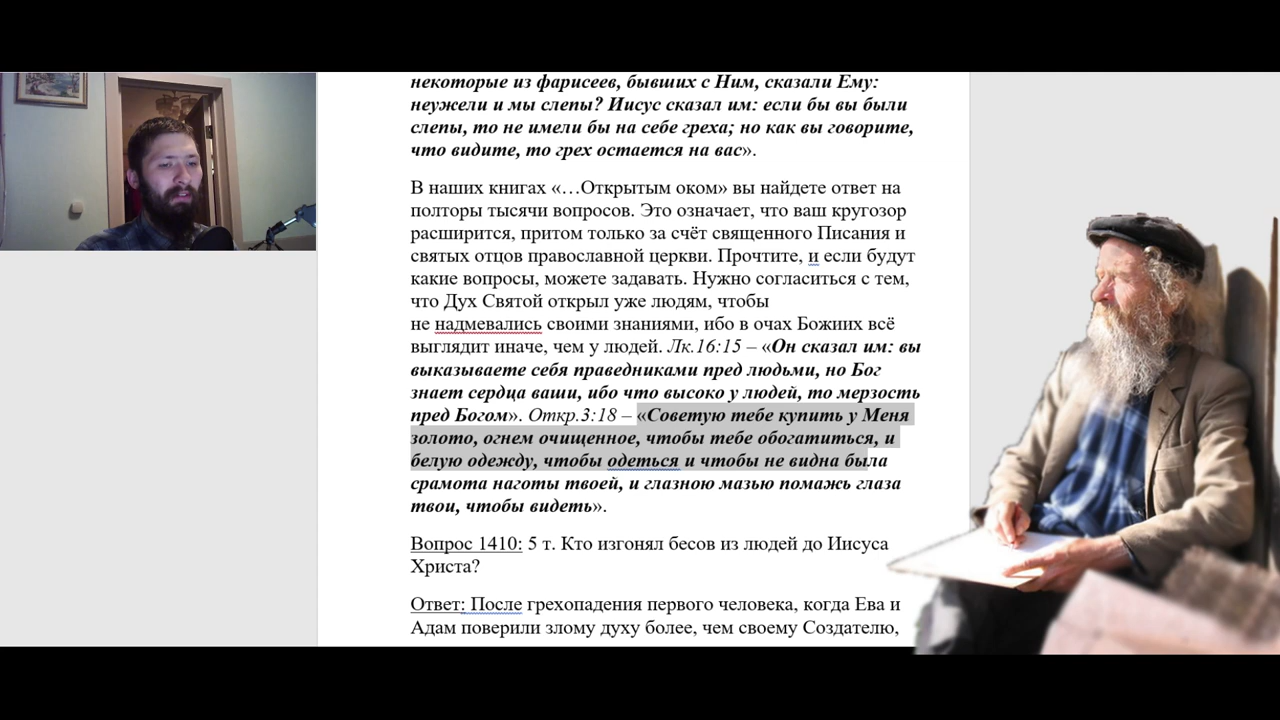 некоторые из фарисеев, бывших с Ним, сказали Ему:
неужели и мы слепы? Иисус сказал им: если бы вы были
слепы, то не имели бы на себе греха; но как вы говорите,
что видите, то грех остается на вас».
В наших книгах «…Открытым оком» вы найдете ответ на
полторы тысячи вопросов. Это означает, что ваш кругозор
расширится, притом только за счёт священного Писания и
святых отцов православной церкви. Прочтите, и если будут
какие вопросы, можете задавать. Нужно согласиться с тем,
что Дух Святой открыл уже людям, чтобы
не надмевались своими знаниями, ибо в очах Божиих всё
выглядит иначе, чем у людей. Лк.16:15 – «Он сказал им: вы
выказываете себя праведниками пред людьми, но Бог
знает сердца ваши, ибо что высоко у людей, то мерзость
пред Богом». Откр.3:18 – «Советую тебе купить у Меня
золото, огнем очищенное, чтобы тебе обогатиться, и
белую одежду, чтобы одеться и чтобы не видна была
срамота наготы твоей, и глазною мазью помажь глаза
твои, чтобы видеть».
Вопрос 1410: 5 т. Кто изгонял бесов из людей до Иисуса
Христа?
Ответ: После грехопадения первого человека, когда Ева и
Адам поверили злому духу более, чем своему Создателю,